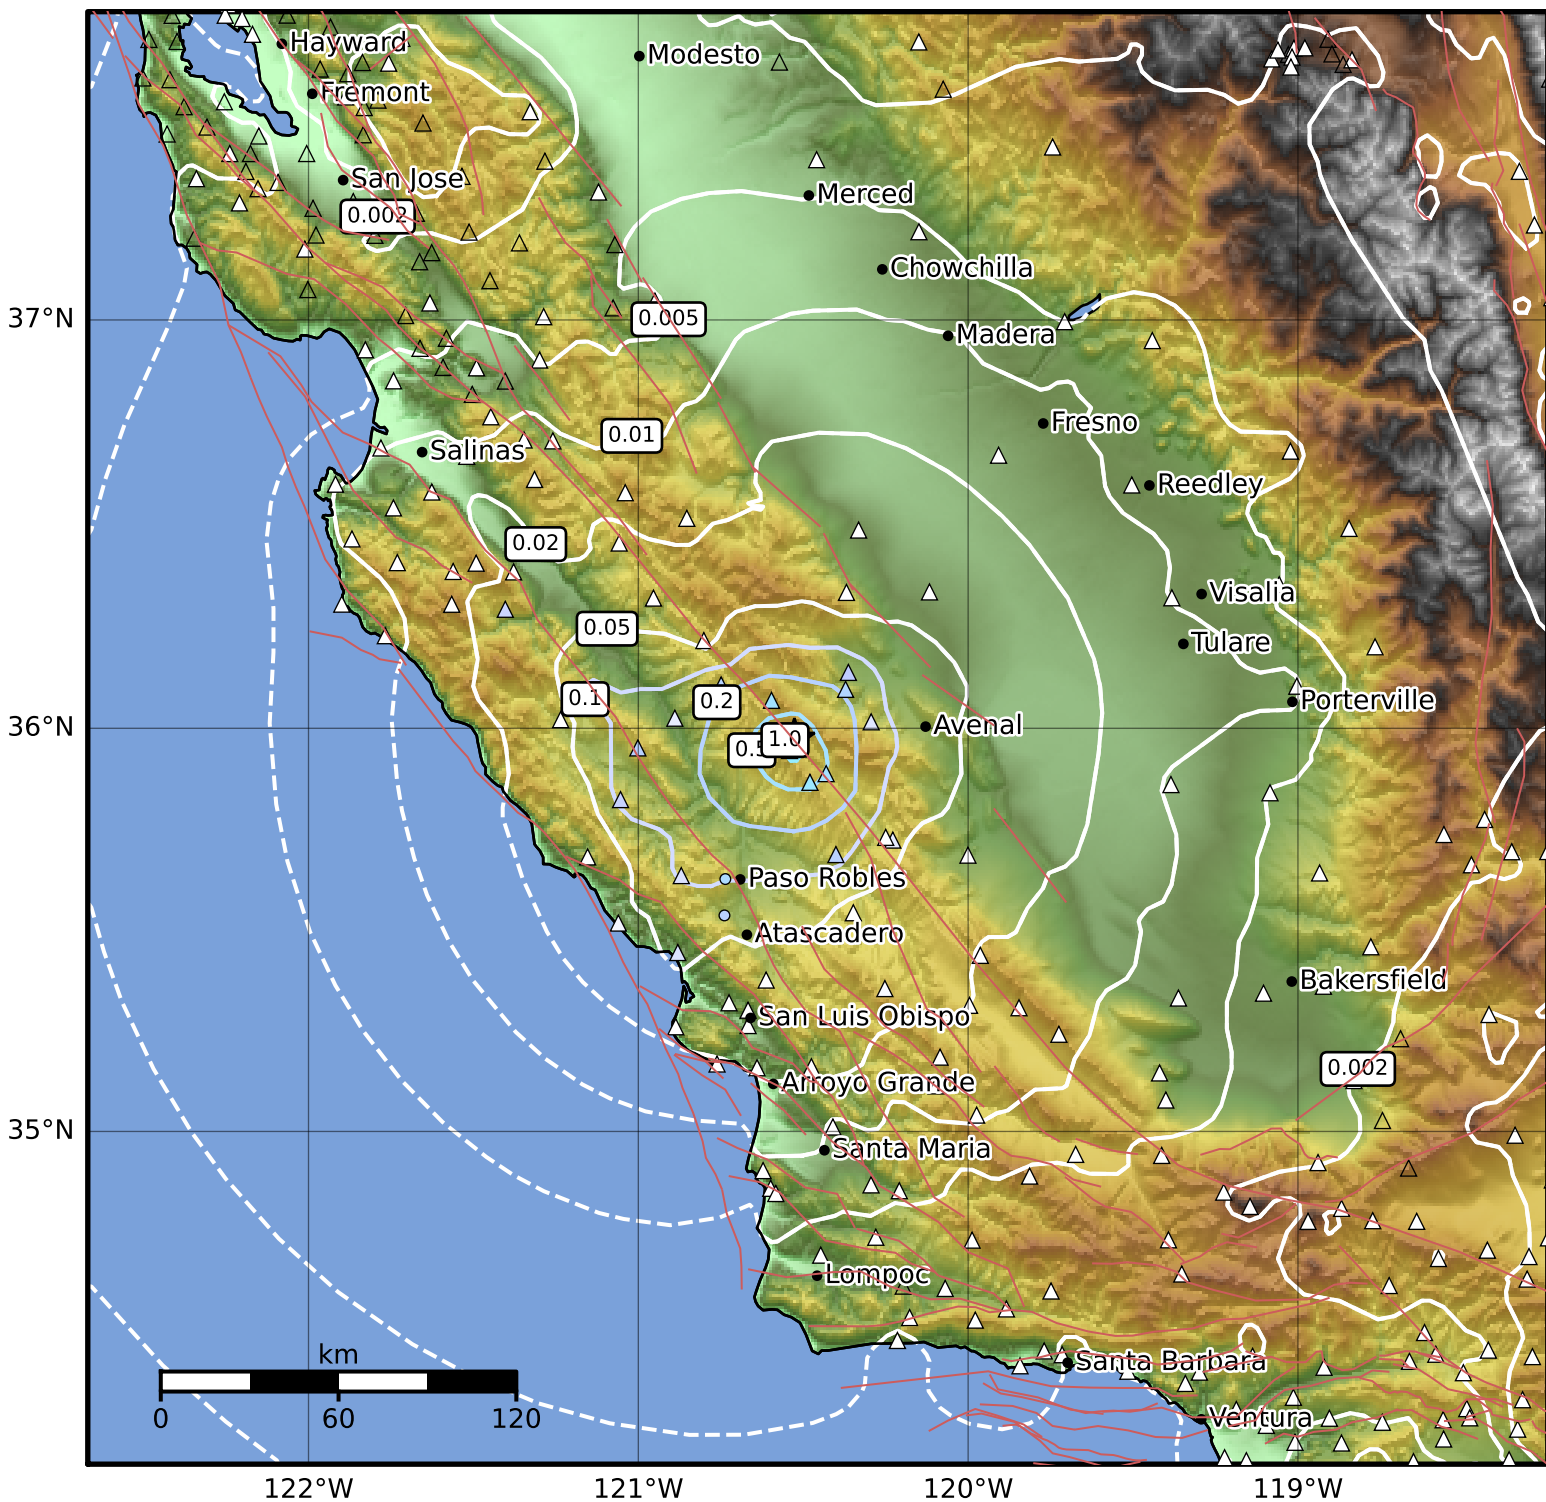 Hayward
Modesto
Fremont
San Jose
Merced
0.002
Chowchilla
37°N
0.005
Madera
Fresno
0.01
Salinas
Reedley
0.02
Visalia
0.05
Tulare
0.1
0.2
Porterville
36°N
Avenal
1.0
Paso Robles
Atascadero
Bakersfield
San Luis Obispo
0.002
Arroyo Grande
35°N
Santa Maria
Lompoc
km
Santa Barbara
0 60 120
Ventura
122°W 121°W 120°W 119°W